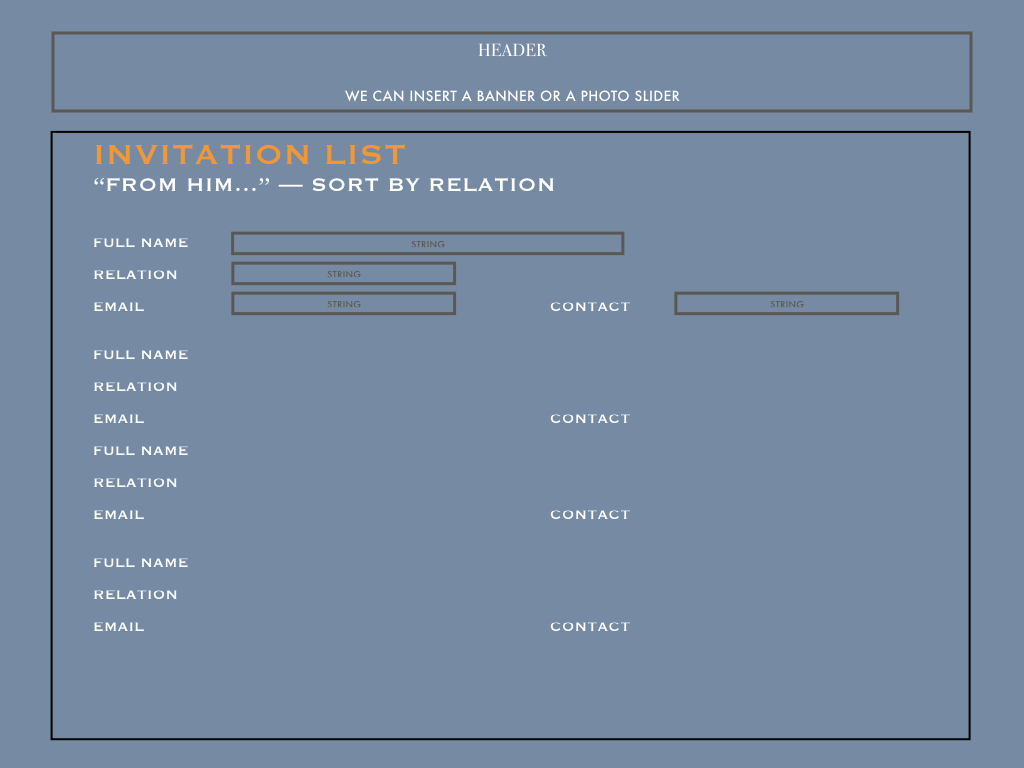 HEADER
WE CAN INSERT A BANNER OR A PHOTO SLIDER
INVITATION LIST
“FROM HIM...” — SORT BY RELATION
FULL NAME STRING
RELATION STRING
EMAIL STRING CONTACT STRING
FULL NAME
RELATION
EMAIL CONTACT
FULL NAME
RELATION
EMAIL CONTACT
FULL NAME
RELATION
EMAIL CONTACT